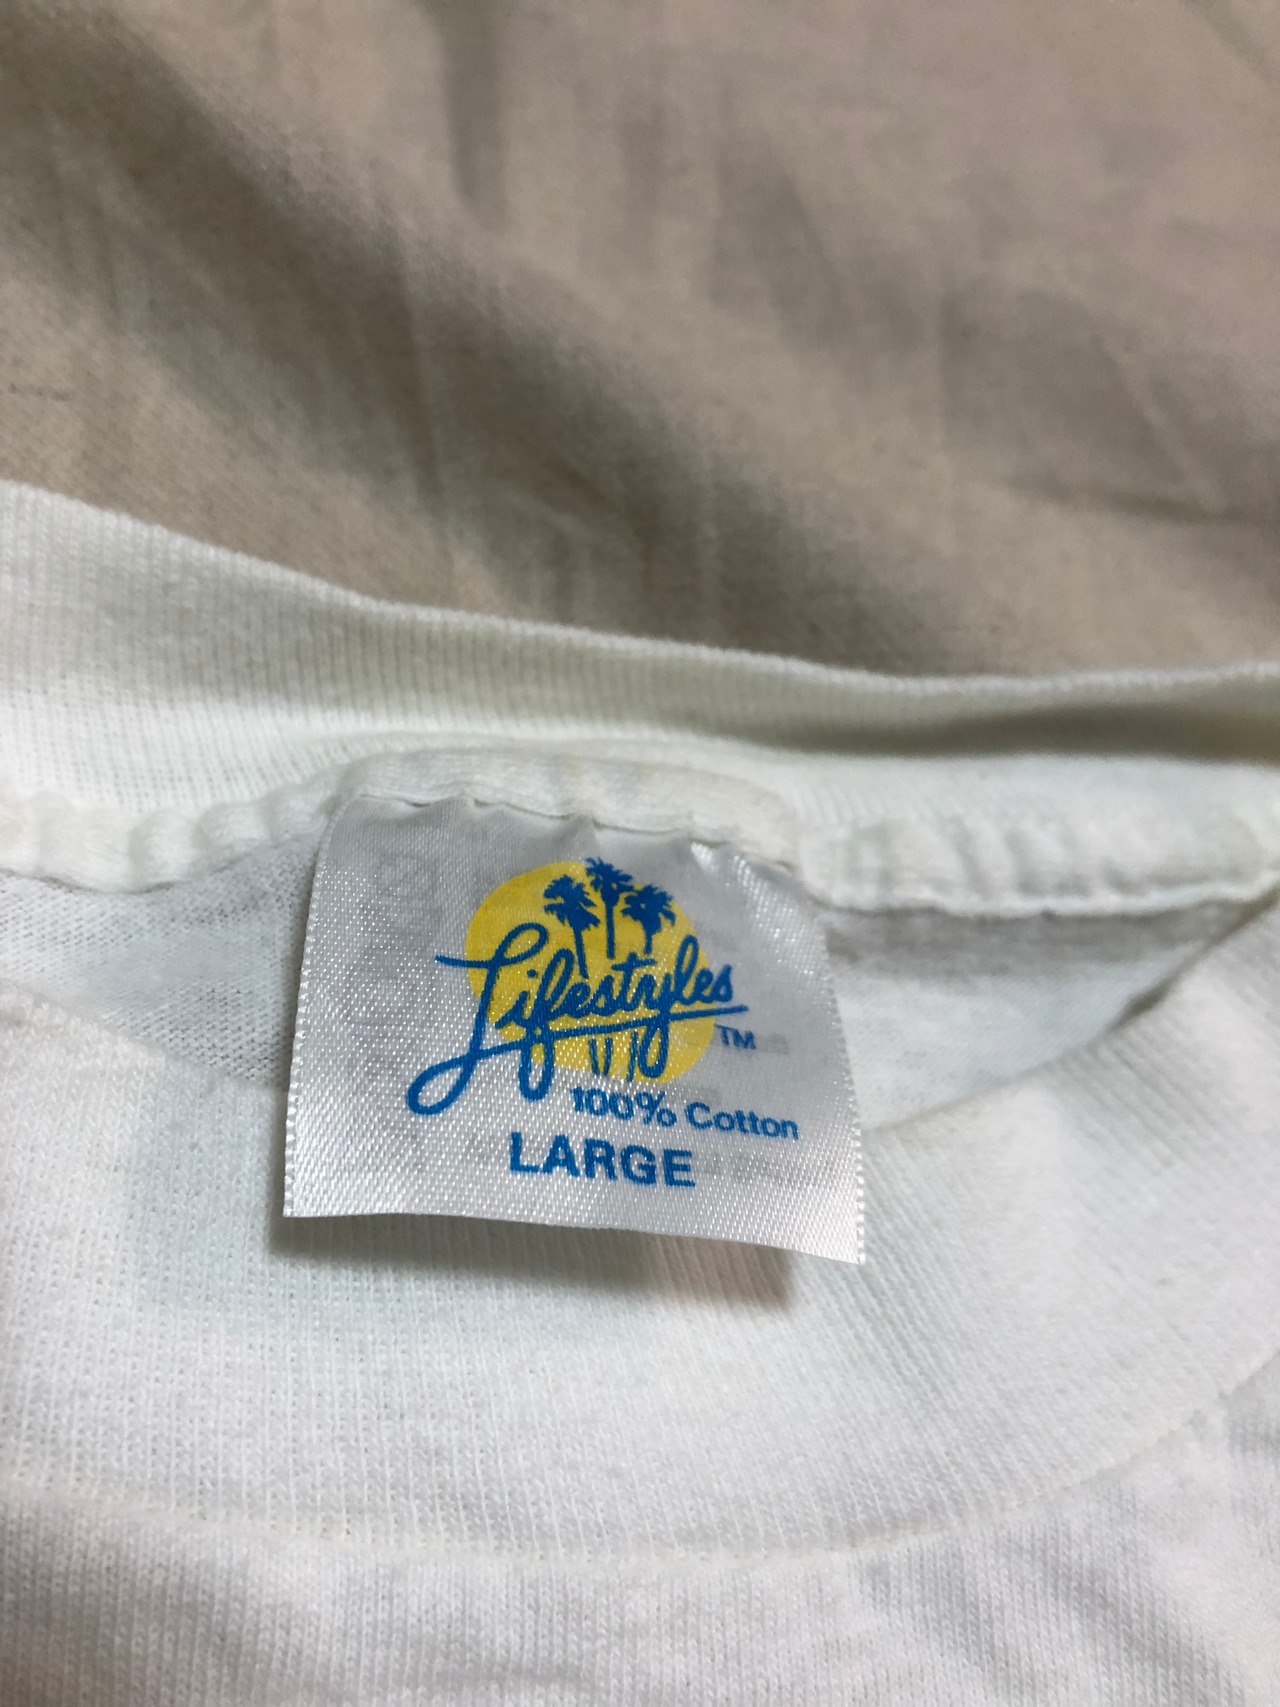 Lifestyles
TM
100% Cotton
LARGE